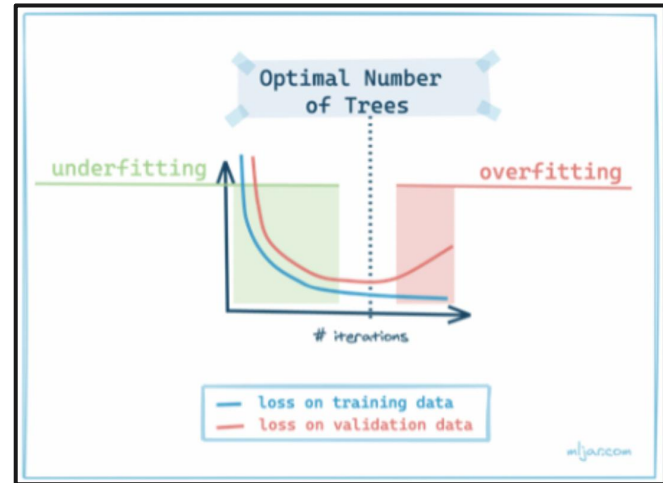 Optimal Number
of Trees
underfitting
overfitting
# iterations
loss on training data
loss on validation data
mljar.com